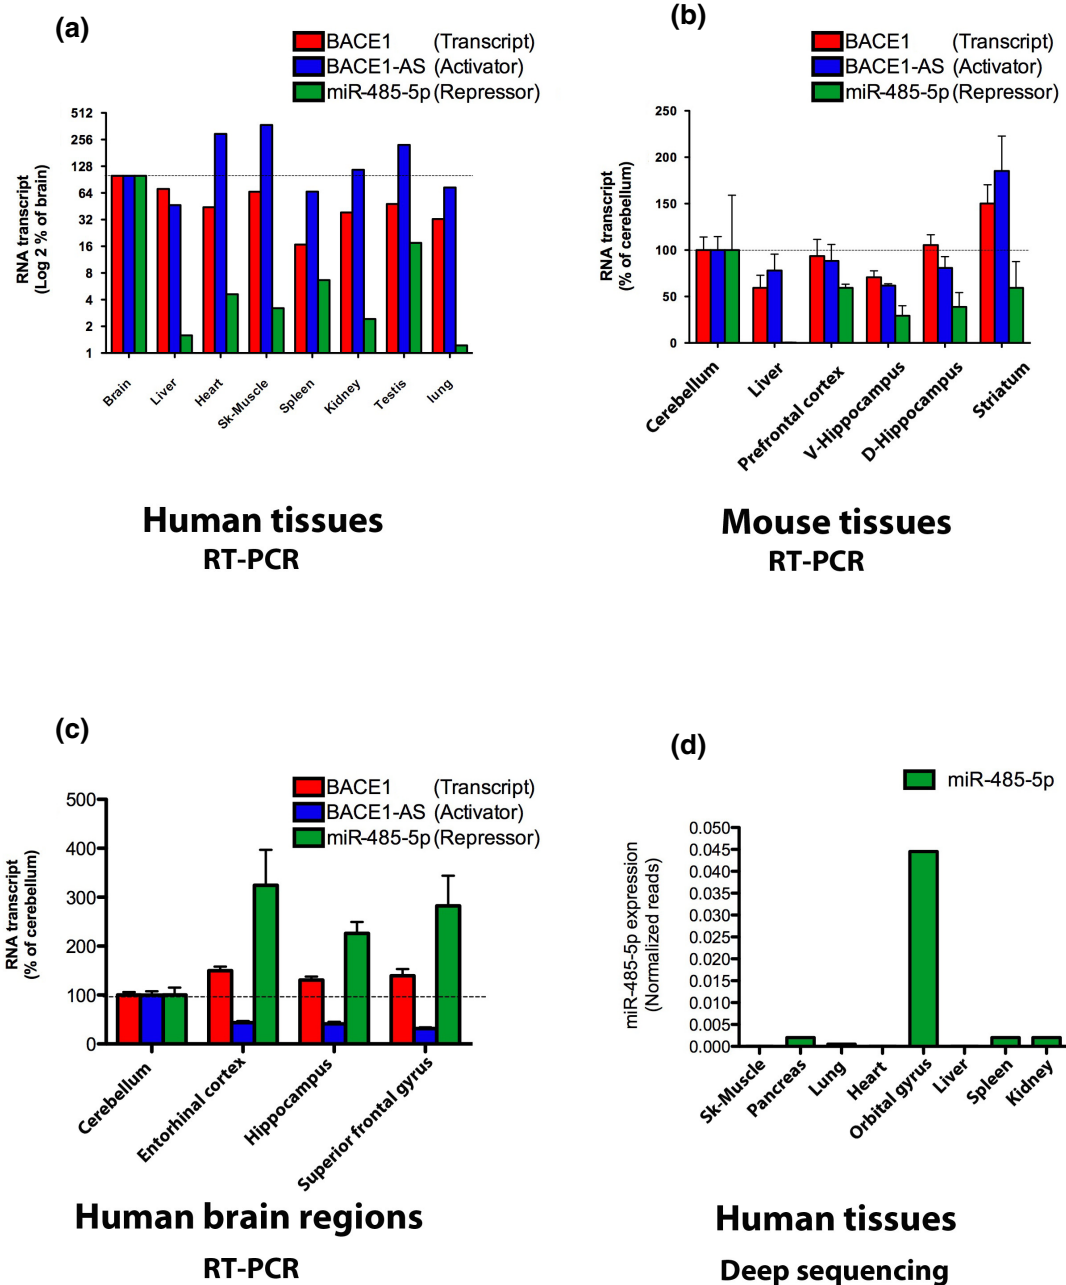 (a)
BACE1 (Transcript)
BACE1-AS (Activator)
miR-485-5p (Repressor)
RNA transcript
(Log 2 % of brain)
512
256
128
64
32
16
8
4
2
1
Brain
Liver
Heart
Sk-Muscle
Spleen
Kidney
Testis
lung
Human tissues
RT-PCR
(b)
BACE1 (Transcript)
BACE1-AS (Activator)
miR-485-5p (Repressor)
RNA transcript
(% of cerebellum)
250
200
150
100
50
0
Cerebellum
Liver
Prefrontal cortex
V-Hippocampus
D-Hippocampus
Striatum
Mouse tissues
RT-PCR
(c)
BACE1 (Transcript)
BACE1-AS (Activator)
miR-485-5p (Repressor)
RNA transcript
(% of cerebellum)
500
400
300
200
100
0
Cerebellum
Entorhinal cortex
Hippocampus
Superior frontal gyrus
Human brain regions
RT-PCR
(d)
miR-485-5p
miR-485-5p expression
(Normalized reads)
0.050
0.045
0.040
0.035
0.030
0.025
0.020
0.015
0.010
0.005
0.000
Sk-Muscle
Pancreas
Lung
Heart
Orbital gyrus
Liver
Spleen
Kidney
Human tissues
Deep sequencing